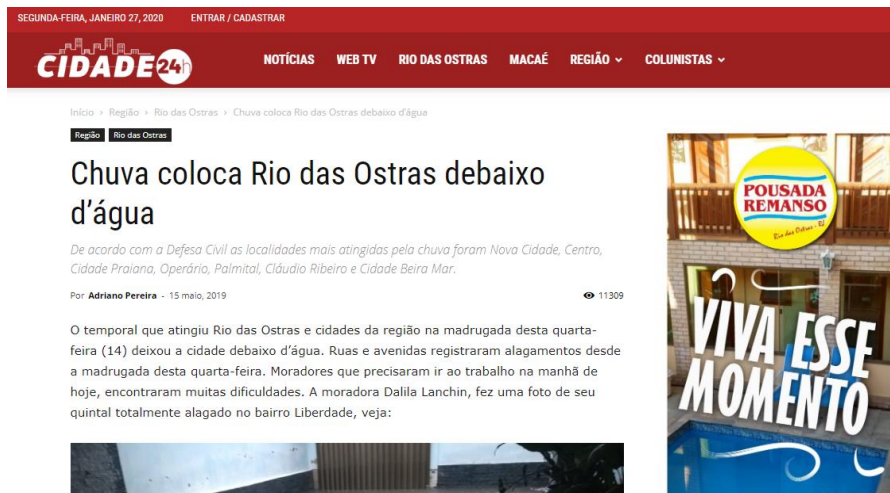 SEGUNDA-FEIRA, JANEIRO 27, 2020 ENTRAR / CADASTRAR
CIDADE 24h
NOTÍCIAS WEB TV RIO DAS OSTRAS MACAÉ REGIÃO COLUNISTAS
Início › Região › Rio das Ostras › Chuva coloca Rio das Ostras debaixo d’água
Região Rio das Ostras
Chuva coloca Rio das Ostras debaixo
d’água
De acordo com a Defesa Civil as localidades mais atingidas pela chuva foram Nova Cidade, Centro,
Cidade Praiana, Operário, Palmital, Cláudio Ribeiro e Cidade Beira Mar.
Por Adriano Pereira - 15 maio, 2019 11309
O temporal que atingiu Rio das Ostras e cidades da região na madrugada desta quarta-
feira (14) deixou a cidade debaixo d’água. Ruas e avenidas registraram alagamentos desde
a madrugada desta quarta-feira. Moradores que precisaram ir ao trabalho na manhã de
hoje, encontraram muitas dificuldades. A moradora Dalila Lanchin, fez uma foto de seu
quintal totalmente alagado no bairro Liberdade, veja:
POUSADA
REMANSO
Rio das Ostras - RJ
VIVA ESSE
MOMENTO